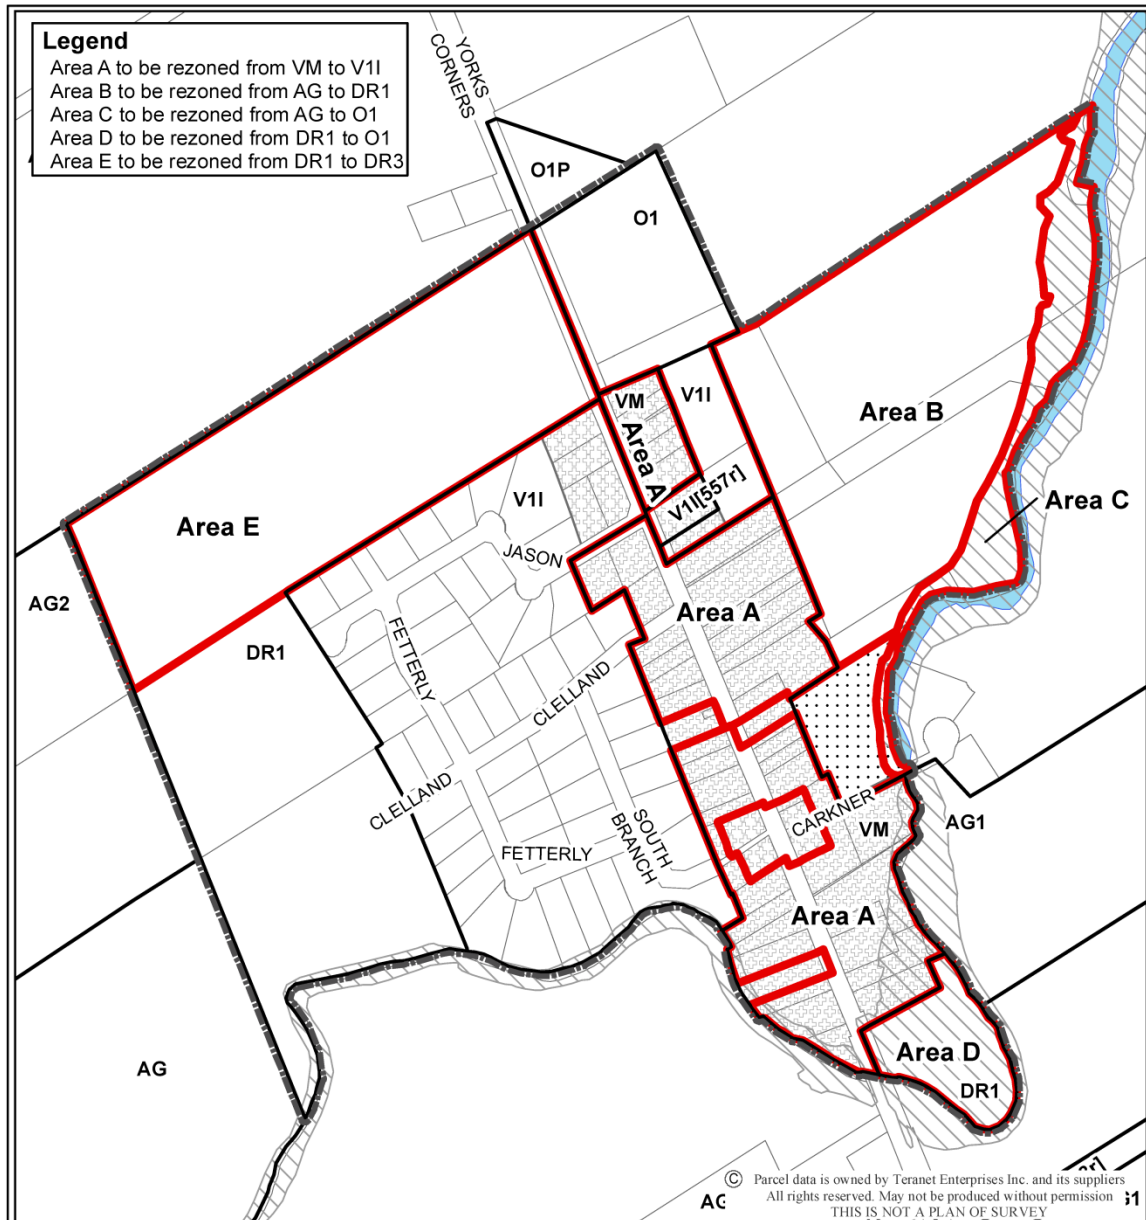 Legend
Area A to be rezoned from VM to V1I
Area B to be rezoned from AG to DR1
Area C to be rezoned from AG to O1
Area D to be rezoned from DR1 to O1
Area E to be rezoned from DR1 to DR3
YORKS
CORNERS
O1P
O1
VM
V1I
Area A
Area B
V1I[557r]
Area C
Area E
V1I
JASON
AG2
DR1
FETTERLY
Area A
CLELLAND
CLELLAND
SOUTH
BRANCH
FETTERLY
CARKNER
VM
AG1
Area A
AG
Area D
DR1
© Parcel data is owned by Teranet Enterprises Inc. and its suppliers
All rights reserved. May not be produced without permission
THIS IS NOT A PLAN OF SURVEY